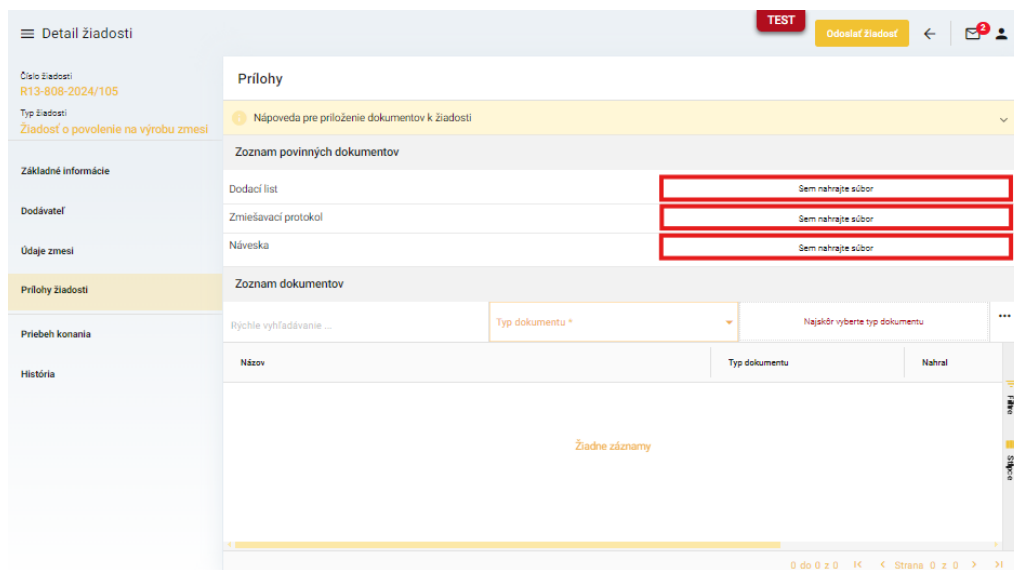 TEST
Detail žiadosti
Odoslať žiadosť
2
Číslo žiadosti
R13-808-2024/105
Typ žiadosti
Žiadosť o povolenie na výrobu zmesi
Základné informácie
Dodávateľ
Údaje zmesi
Prílohy žiadosti
Priebeh konania
História
Prílohy
Nápoveda pre priloženie dokumentov k žiadosti
Zoznam povinných dokumentov
Dodací list
Sem nahrajte súbor
Zmiešavací protokol
Sem nahrajte súbor
Náveska
Sem nahrajte súbor
Zoznam dokumentov
Rýchle vyhľadávanie ...
Typ dokumentu *
Najskôr vyberte typ dokumentu
Názov
Typ dokumentu
Nahral
Filtre
Stĺpce
Žiadne záznamy
0 do 0 z 0
Strana 0 z 0